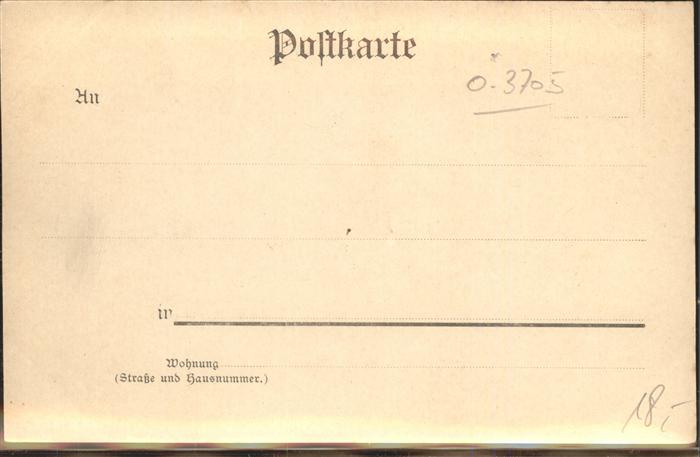 Postkarte
O-3705
An
in
Wohnung
(Straße und Hausnummer.)
18,-